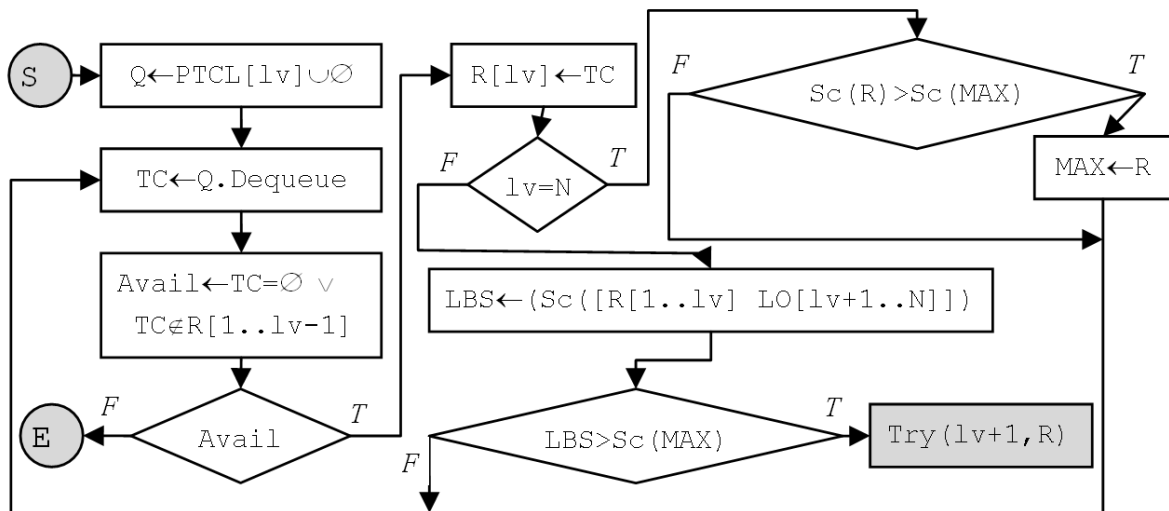 S
Q←PTCL[lv]∪∅
TC←Q.Dequeue
Avail←TC=∅ ∨
TC∉R[1..lv-1]
Avail
F
T
E
R[lv]←TC
lv=N
F
T
Sc(R)>Sc(MAX)
F
T
MAX←R
LBS←(Sc([R[1..lv] LO[lv+1..N]])
LBS>Sc(MAX)
F
T
Try(lv+1,R)